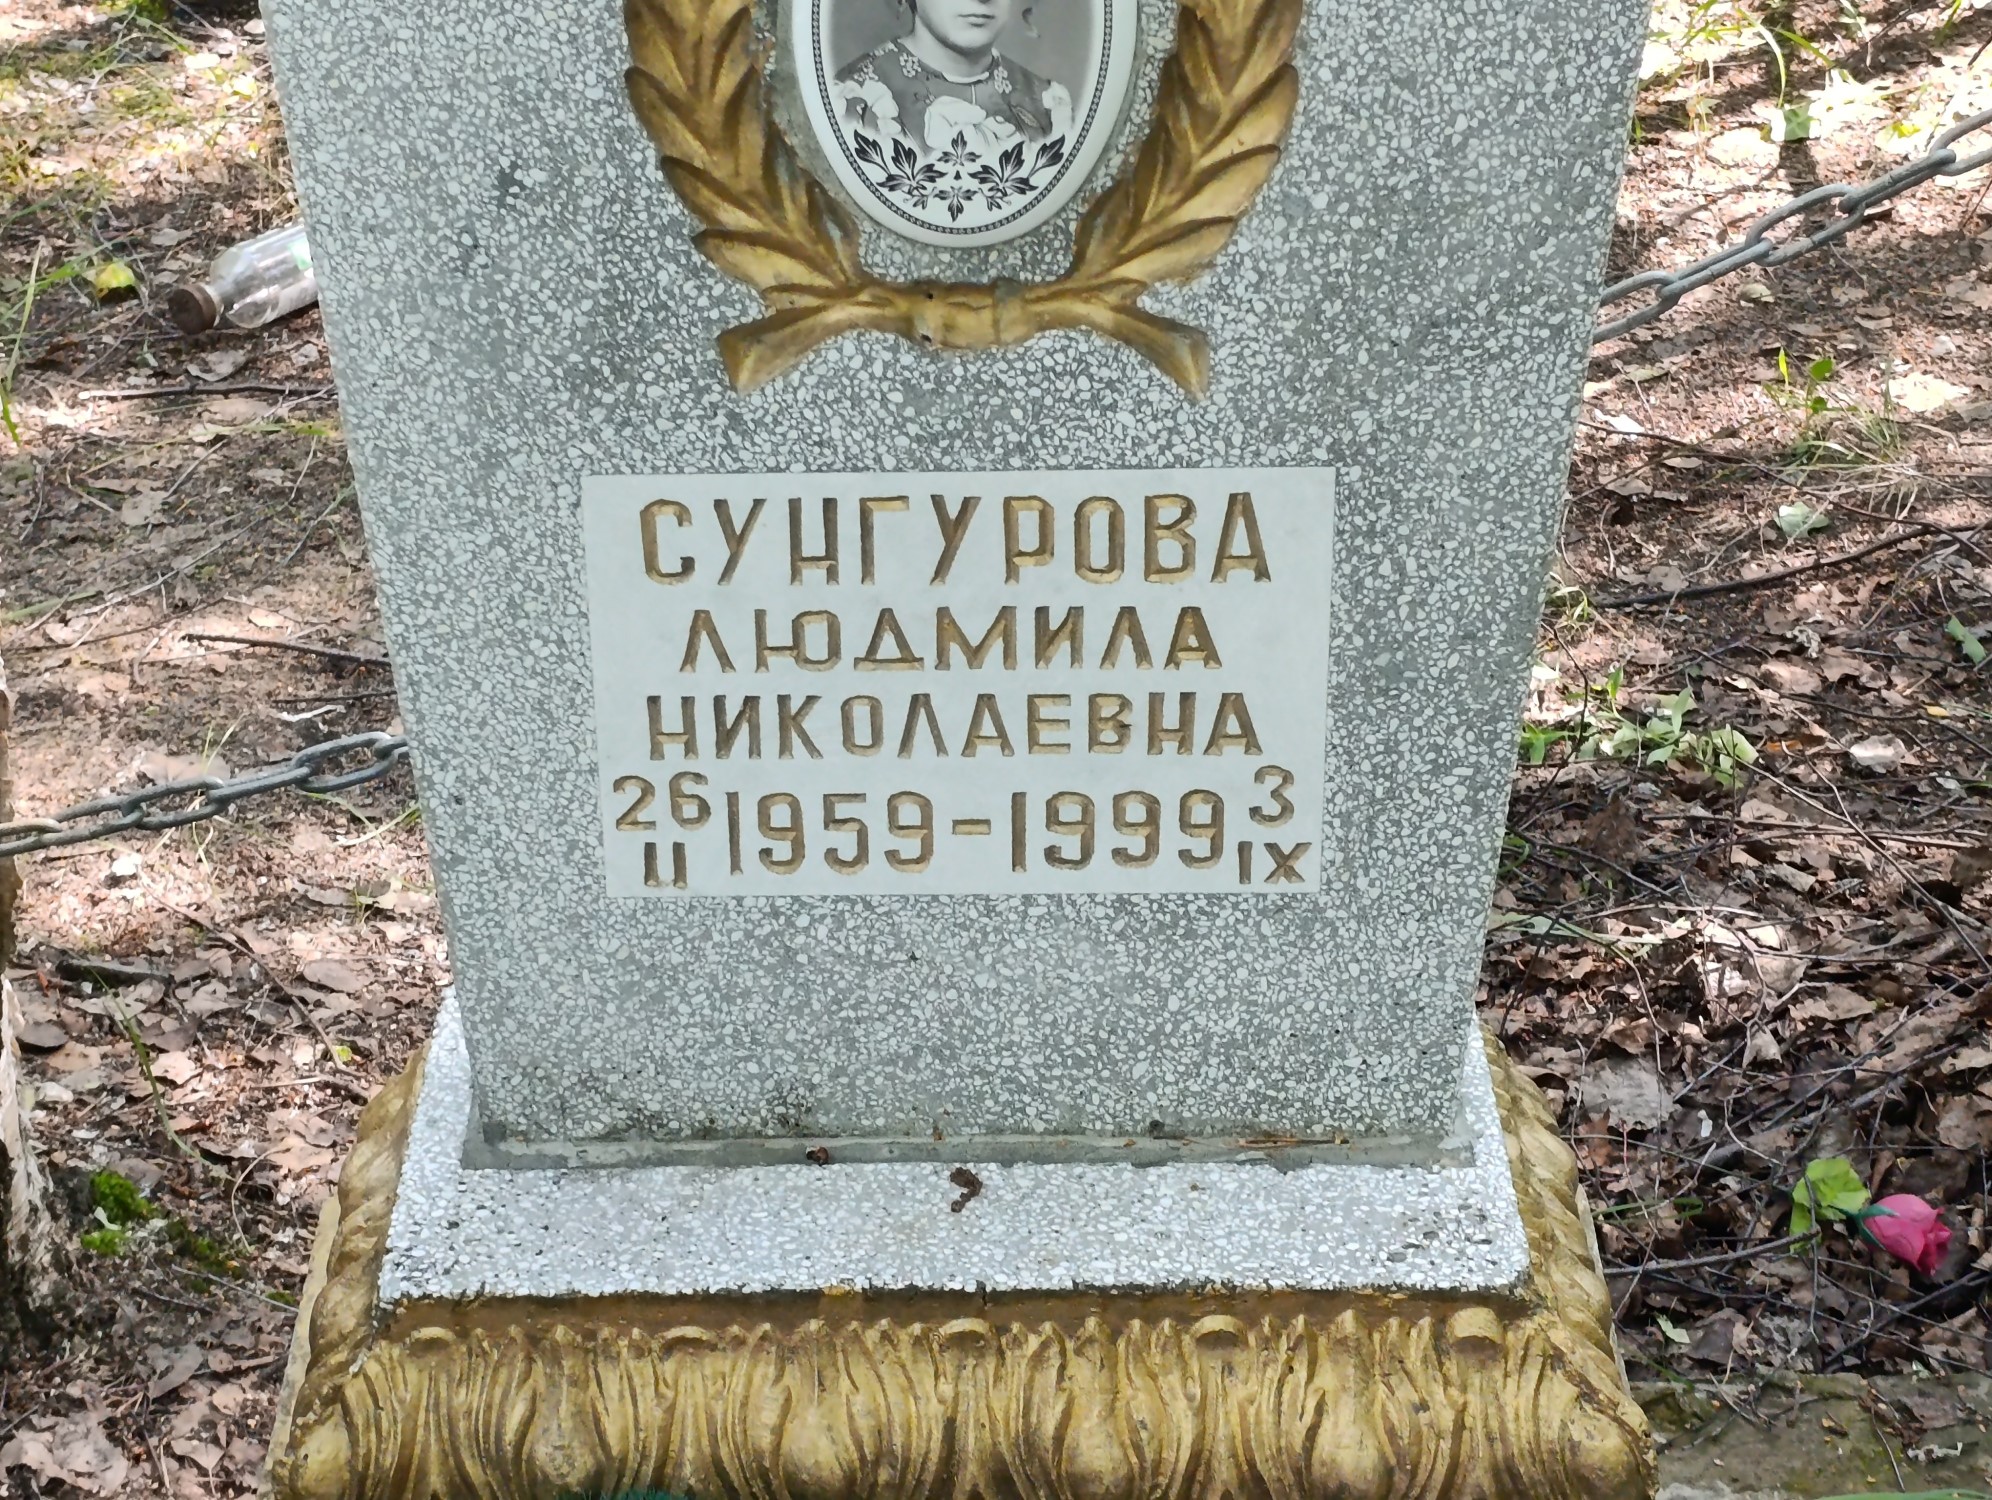 СУНГУРОВА
ЛЮДМИЛА
НИКОЛАЕВНА
26 II 1959-1999 3 IX